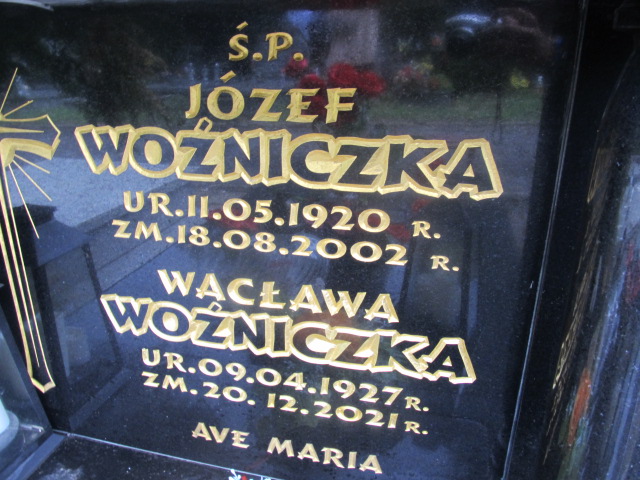 Ś.P.
JÓZEF
WOŹNICZKA
UR.11.05.1920 R.
ZM.18.08.2002 R.
WACŁAWA
WOŹNICZKA
UR.09.04.1927 R.
ZM.20.12.2021 R.
AVE MARIA